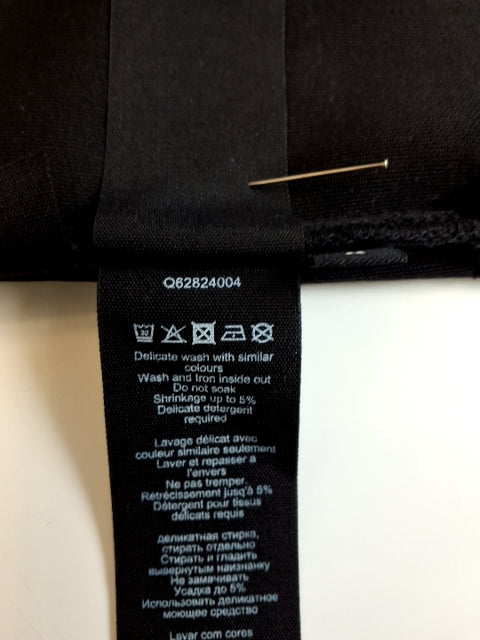 Q62824004
30
Delicate wash with similar
colours
Wash and iron inside out
Do not soak
Shrinkage up to 5%
Delicate detergent
required
Lavage délicat avec
couleur similaire seulement
Laver et repasser a
l'envers
Ne pas tremper
Rétrécissement jusq'à 5%
Détergent pour tissus
délicats requis
деликатная стирка,
стирать отдельно
Стирать и гладить
вывернутым наизнанку
Не замачивать
Усадка до 5%
Использовать деликатное
моющее средство
Lavar com cores